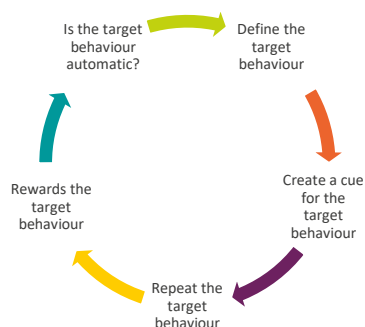 Is the target
behaviour
automatic?
Define the
target
behaviour
Create a cue
for the
target
behaviour
Repeat the
target
behaviour
Rewards the
target
behaviour